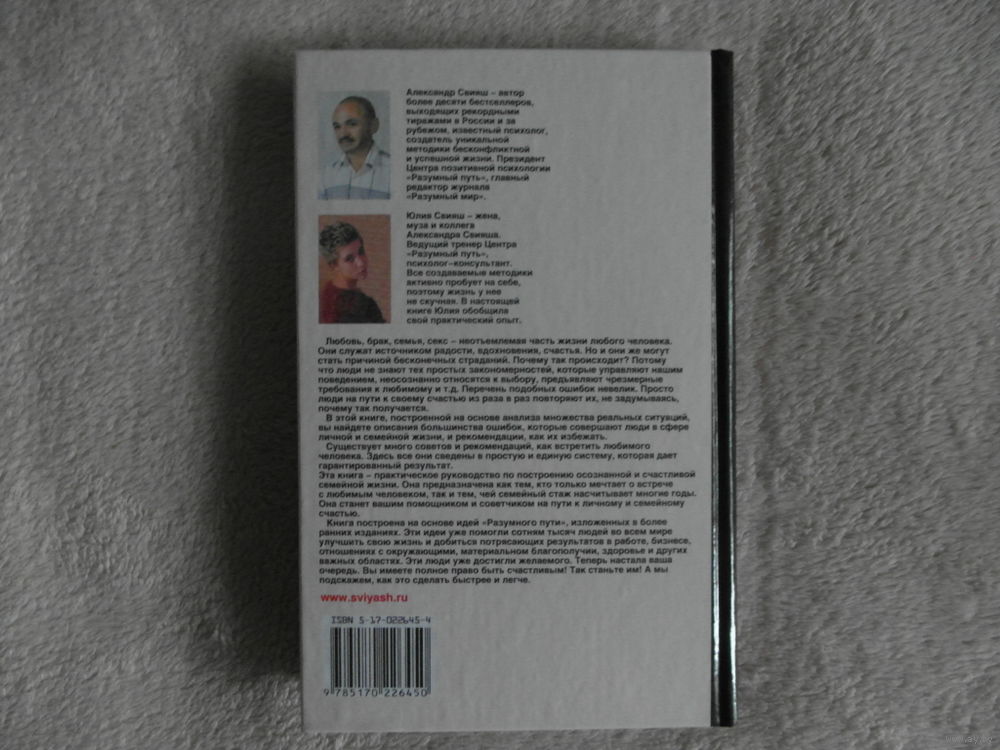 Александр Свияш – автор
более десяти бестселлеров,
выходящих рекордными
тиражами в России и за
рубежом, известный психолог,
создатель уникальной
методики бесконфликтной
и успешной жизни. Президент
Центра позитивной психологии
«Разумный путь», главный
редактор журнала
«Разумный мир».
Юлия Свияш – жена,
муза и коллега
Александра Свияша.
Ведущий тренер Центра
«Разумный путь»,
психолог-консультант.
Все создаваемые методики
активно пробует на себе,
поэтому жизнь у нее
не скучная. В настоящей
книге Юлия обобщила
свой практический опыт.
Любовь, брак, семья, секс – неотъемлемая часть жизни любого человека.
Они служат источником радости, вдохновения, счастья. Но и они же могут
стать причиной бесконечных страданий. Почему так происходит? Потому
что люди не знают тех простых закономерностей, которые управляют нашим
поведением, неосознанно относятся к выбору, предъявляют чрезмерные
требования к любимому и т.д. Перечень подобных ошибок невелик. Просто
люди на пути к своему счастью из раза в раз повторяют их, не задумываясь,
почему так получается.
В этой книге, построенной на основе анализа множества реальных ситуаций,
вы найдете описания большинства ошибок, которые совершают люди в сфере
личной и семейной жизни, и рекомендации, как их избежать.
Существует много советов и рекомендаций, как встретить любимого
человека. Здесь все они сведены в простую и единую систему, которая дает
гарантированный результат.
Эта книга – практическое руководство по построению осознанной и счастливой
семейной жизни. Она предназначена как тем, кто только мечтает о встрече
с любимым человеком, так и тем, чей семейный стаж насчитывает многие годы.
Она станет вашим помощником и советчиком на пути к личному и семейному
счастью.
Книга построена на основе идей «Разумного пути», изложенных в более
ранних изданиях. Эти идеи уже помогли сотням тысяч людей во всем мире
улучшить свою жизнь и добиться потрясающих результатов в работе, бизнесе,
отношениях с окружающими, материальном благополучии, здоровье и других
важных областях. Эти люди уже достигли желаемого. Теперь настала ваша
очередь. Вы имеете полное право быть счастливым! Так станьте им! А мы
подскажем, как это сделать быстрее и легче.
www.sviyash.ru
ISBN 5-17-022645-4
9 785170 226450